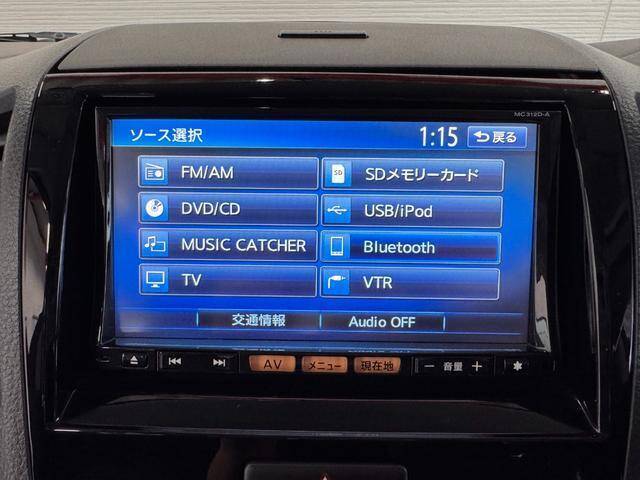 MC312D-A
ソース選択 1:15 戻る
FM/AM SD SDメモリーカード
DVD/CD USB/iPod
MUSIC CATCHER Bluetooth
TV VTR
交通情報 Audio OFF
AV メニュー 現在地 − 音量 + ✱